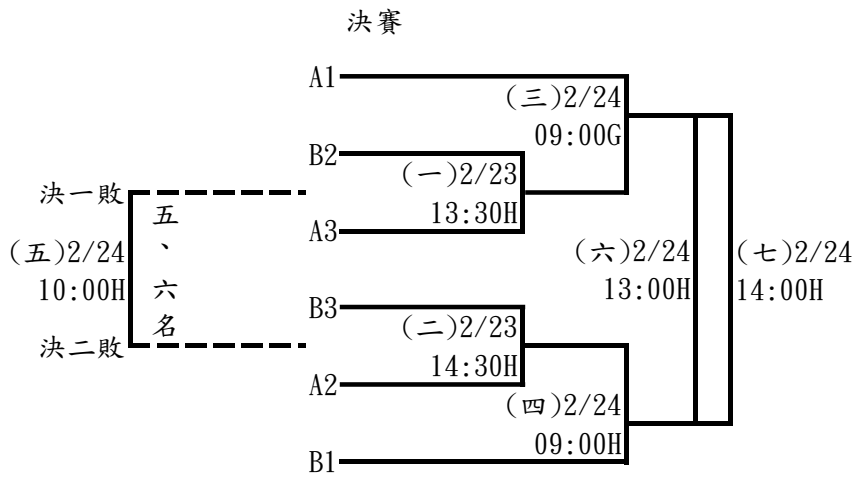 決賽
A1
(三)2/24
09:00G
B2
(一)2/23
13:30H
A3
決一敗
五、六名
(五)2/24
10:00H
決二敗
(六)2/24
13:00H
(七)2/24
14:00H
B3
(二)2/23
14:30H
A2
(四)2/24
09:00H
B1